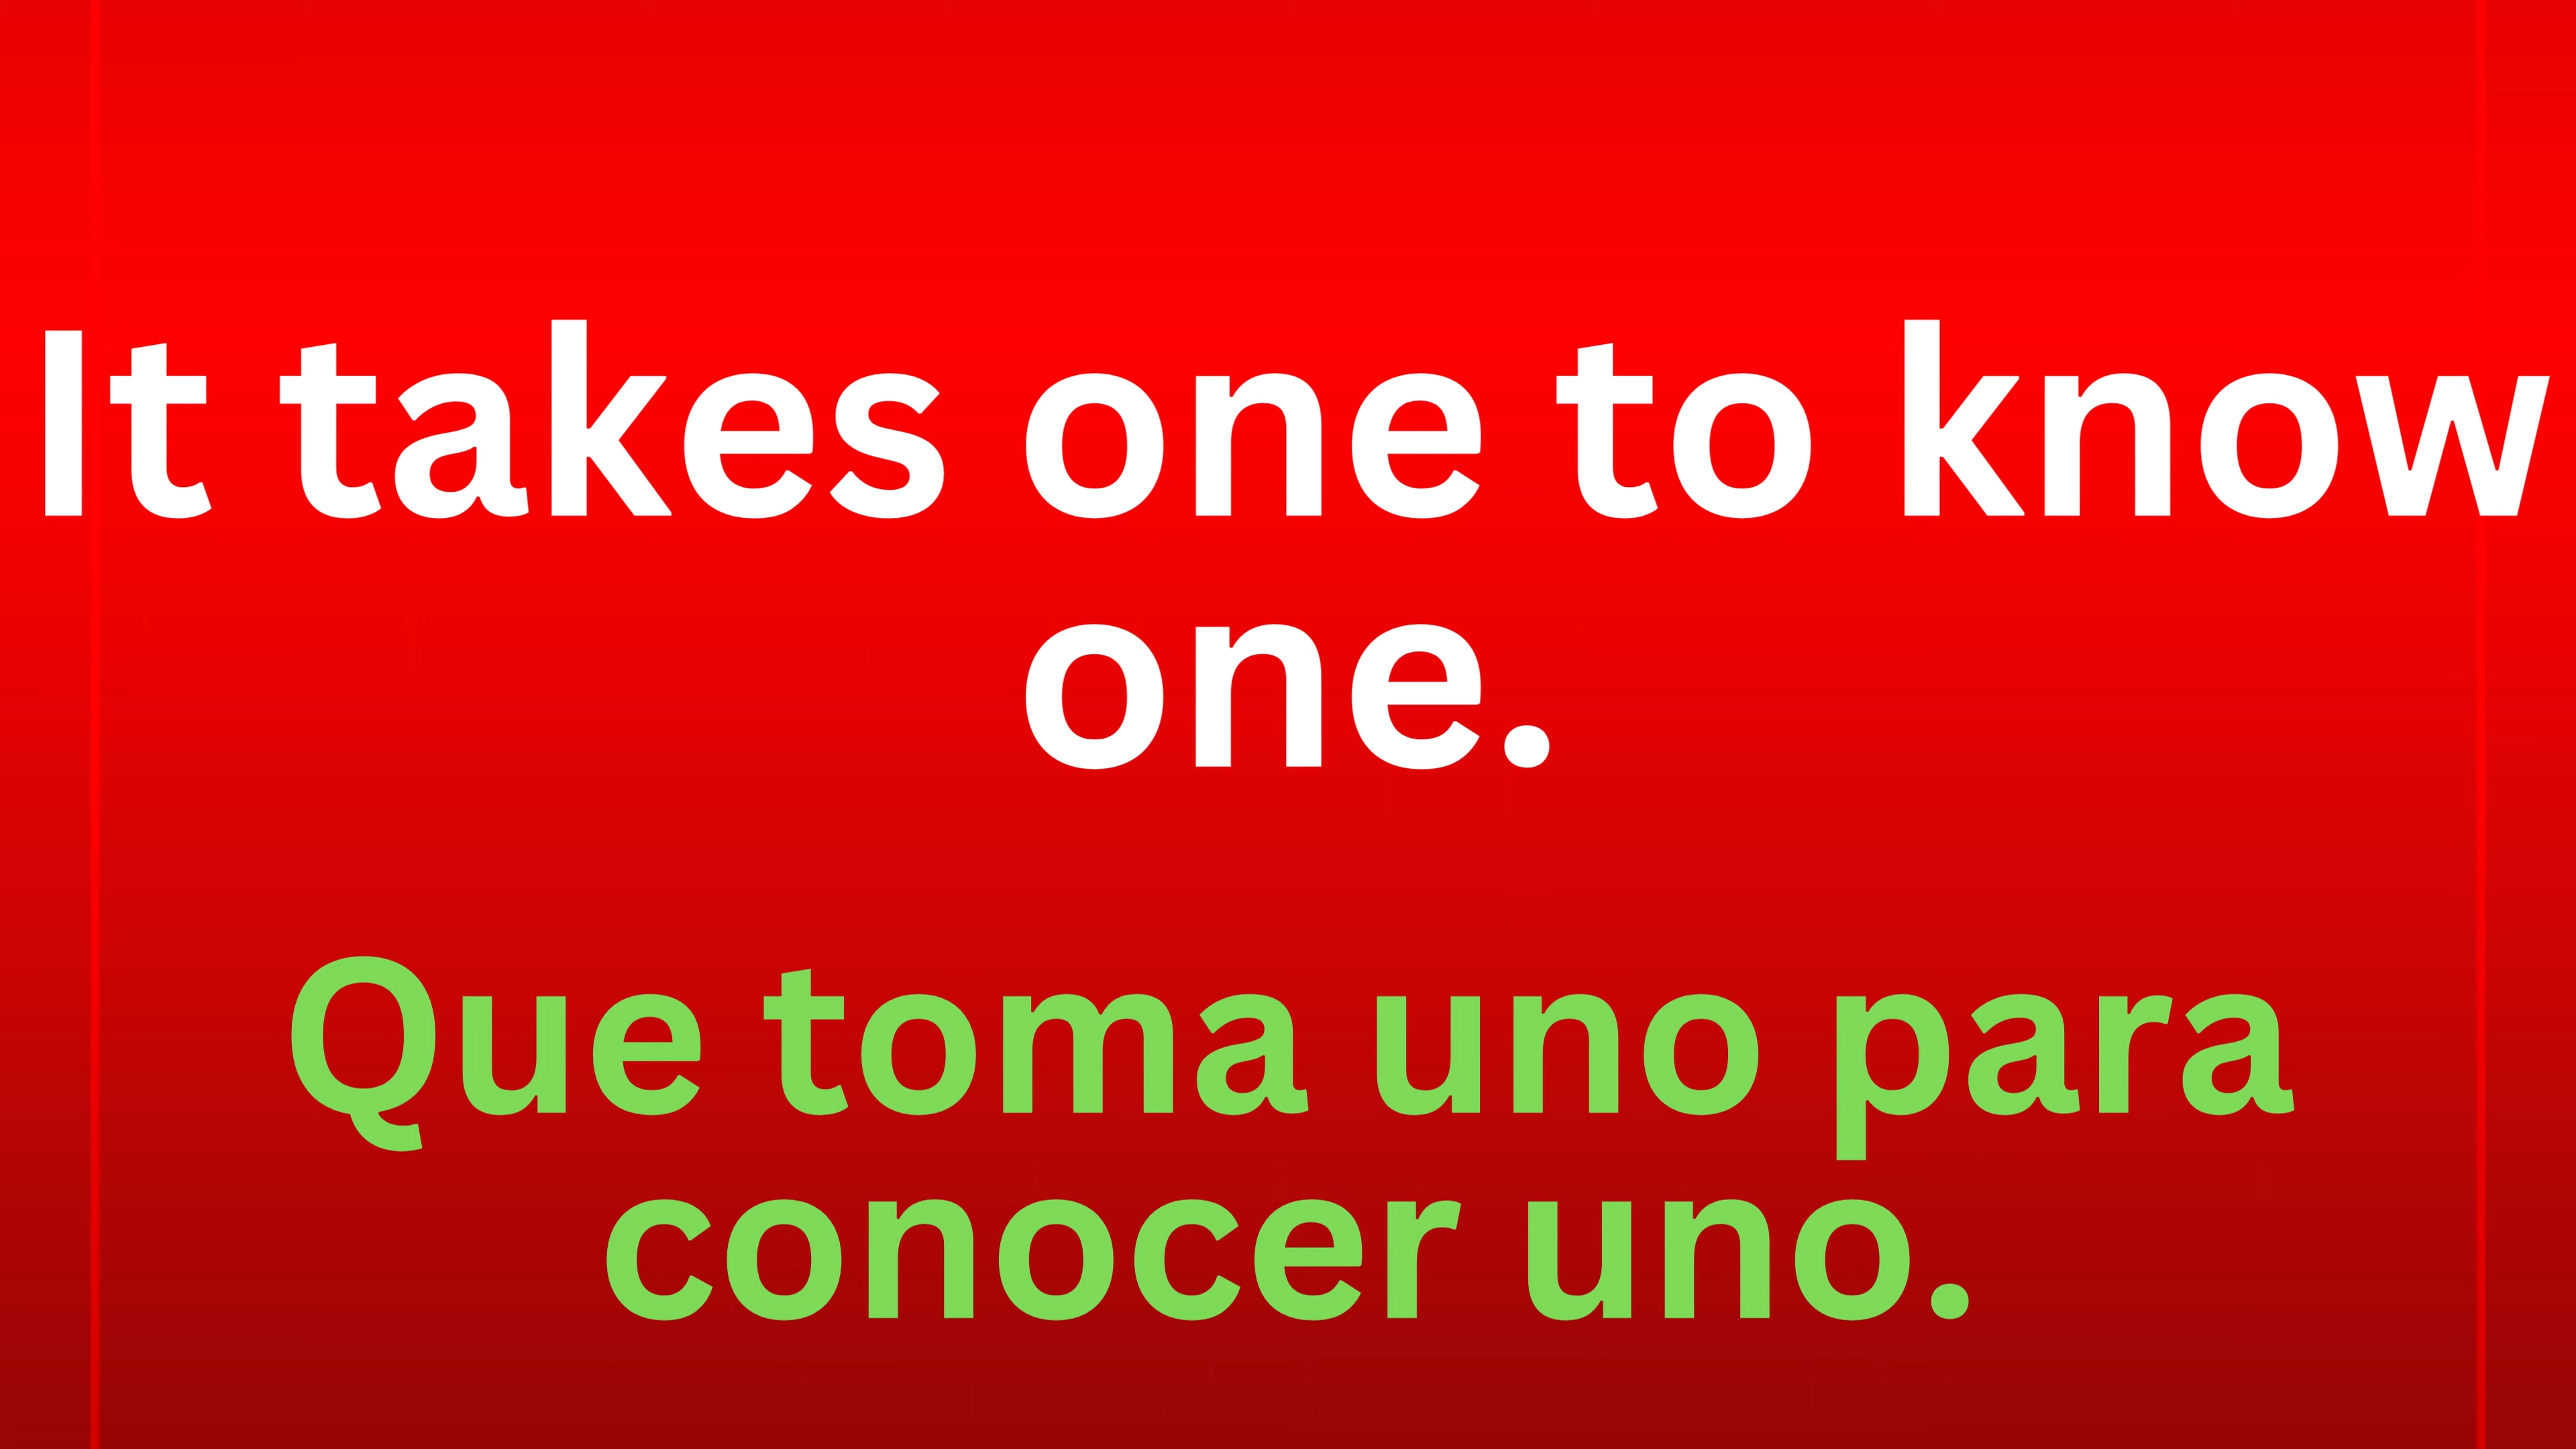 It takes one to know
one.
Que toma uno para
conocer uno.